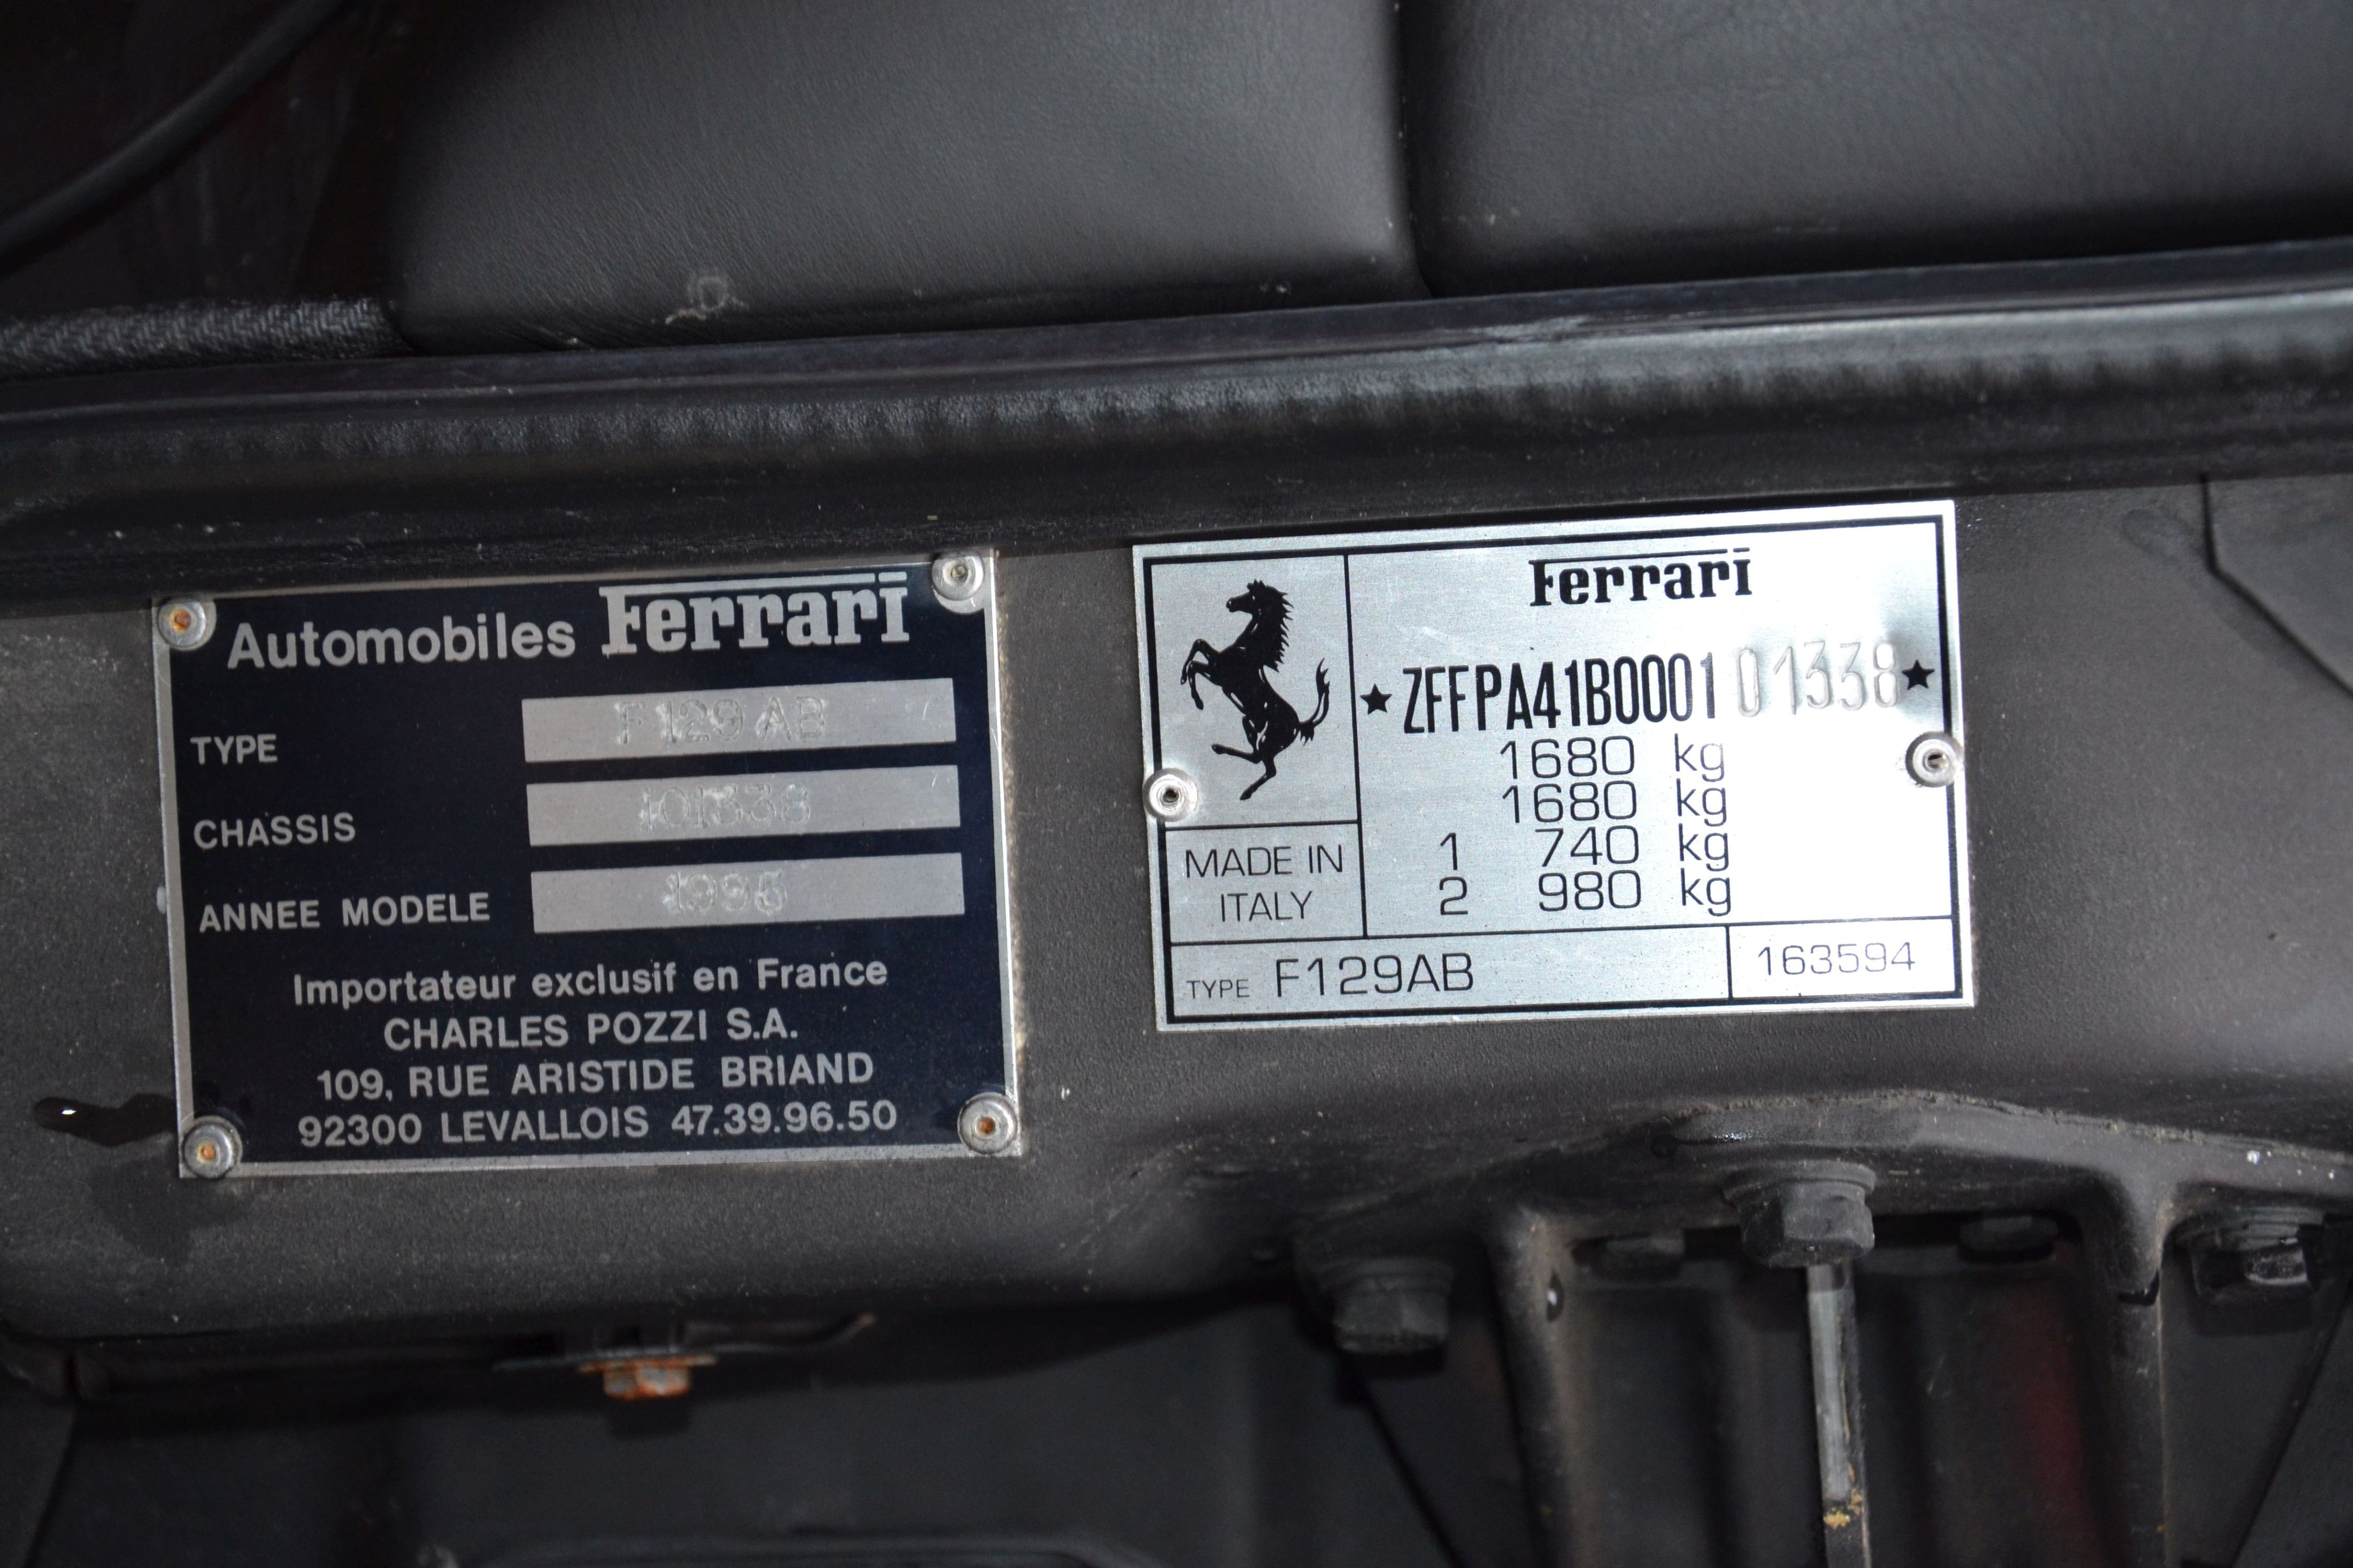 Automobiles Ferrari
TYPE F129AB
CHASSIS 101338
ANNEE MODELE 1995
Importateur exclusif en France
CHARLES POZZI S.A.
109, RUE ARISTIDE BRIAND
92300 LEVALLOIS 47.39.96.50
Ferrari
★ZFFPA41B000101338★
1680 kg
1680 kg
1 740 kg
2 980 kg
MADE IN
ITALY
TYPE F129AB
163594